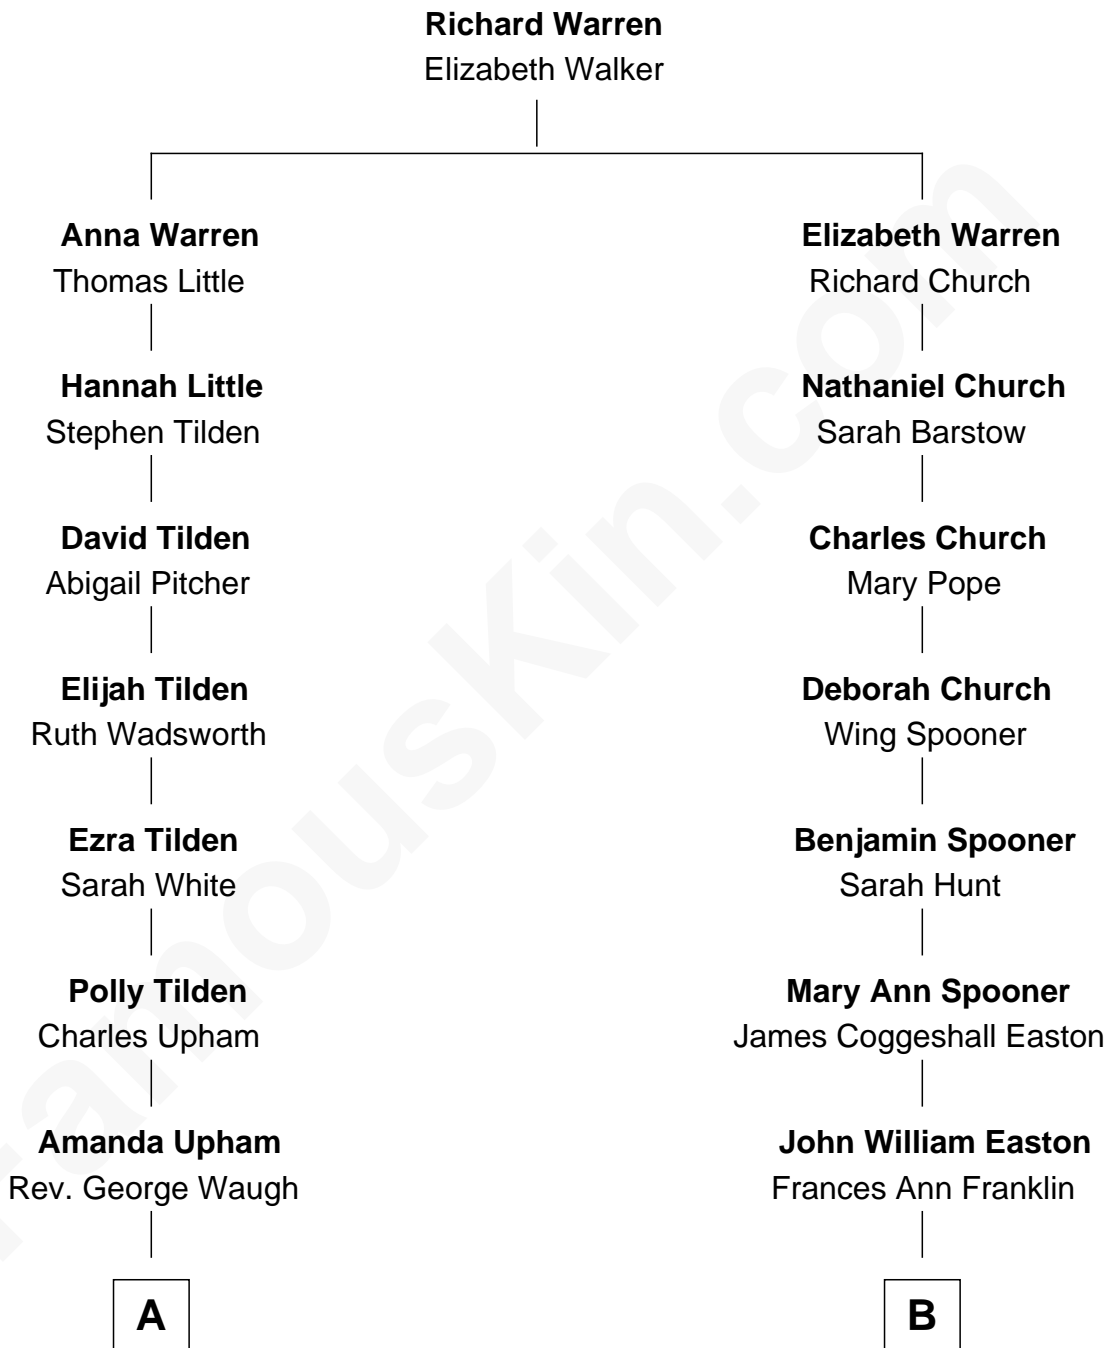 Richard Warren
Elizabeth Walker
Anna Warren
Thomas Little
Hannah Little
Stephen Tilden
David Tilden
Abigail Pitcher
Elijah Tilden
Ruth Wadsworth
Ezra Tilden
Sarah White
Polly Tilden
Charles Upham
Amanda Upham
Rev. George Waugh
A
Elizabeth Warren
Richard Church
Nathaniel Church
Sarah Barstow
Charles Church
Mary Pope
Deborah Church
Wing Spooner
Benjamin Spooner
Sarah Hunt
Mary Ann Spooner
James Coggeshall Easton
John William Easton
Frances Ann Franklin
B
FamousKin.com